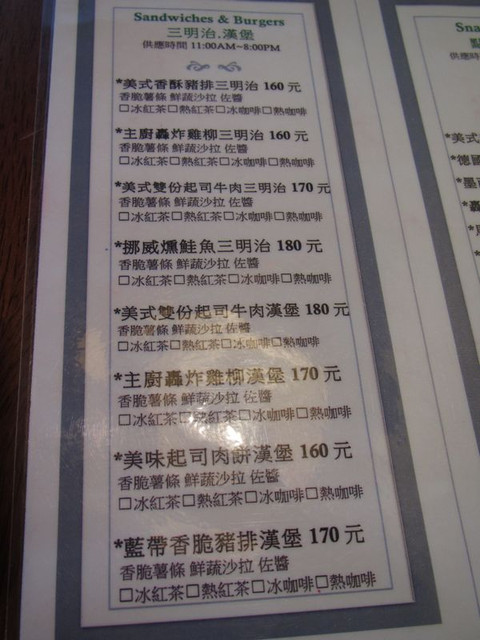 Sandwiches & Burgers
三明治.漢堡
供應時間 11:00AM~8:00PM
*美式香酥豬排三明治 160 元
香脆薯條 鮮蔬沙拉 佐醬
□冰紅茶□熱紅茶□冰咖啡□熱咖啡
*主廚轟炸雞柳三明治 160 元
香脆薯條 鮮蔬沙拉 佐醬
□冰紅茶□熱紅茶□冰咖啡□熱咖啡
*美式雙份起司牛肉三明治 170 元
香脆薯條 鮮蔬沙拉 佐醬
□冰紅茶□熱紅茶□冰咖啡□熱咖啡
*挪威燻鮭魚三明治 180 元
香脆薯條 鮮蔬沙拉 佐醬
□冰紅茶□熱紅茶□冰咖啡□熱咖啡
*美式雙份起司牛肉漢堡 180 元
香脆薯條 鮮蔬沙拉 佐醬
□冰紅茶□熱紅茶□冰咖啡□熱咖啡
*主廚轟炸雞柳漢堡 170 元
香脆薯條 鮮蔬沙拉 佐醬
□冰紅茶□熱紅茶□冰咖啡□熱咖啡
*美味起司肉餅漢堡 160 元
香脆薯條 鮮蔬沙拉 佐醬
□冰紅茶□熱紅茶□冰咖啡□熱咖啡
*藍帶香脆豬排漢堡 170 元
香脆薯條 鮮蔬沙拉 佐醬
□冰紅茶□熱紅茶□冰咖啡□熱咖啡
Sna
供應時
*美式
*德國
*墨